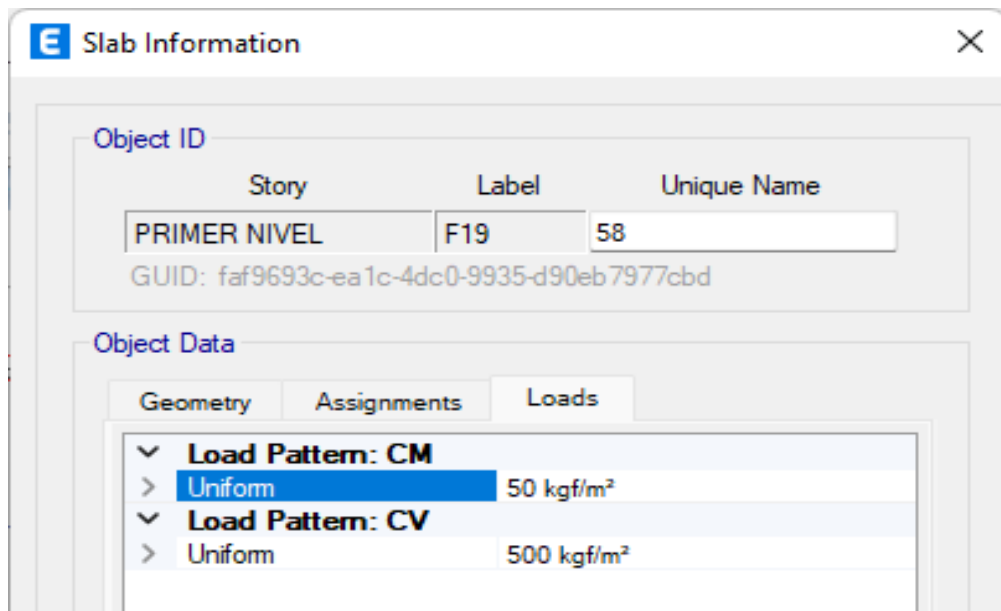 E Slab Information
Object ID
Story Label Unique Name
PRIMER NIVEL F19 58
GUID: faf9693c-ea1c-4dc0-9935-d90eb7977cbd
Object Data
Geometry Assignments Loads
Load Pattern: CM
Uniform 50 kgf/m²
Load Pattern: CV
Uniform 500 kgf/m²